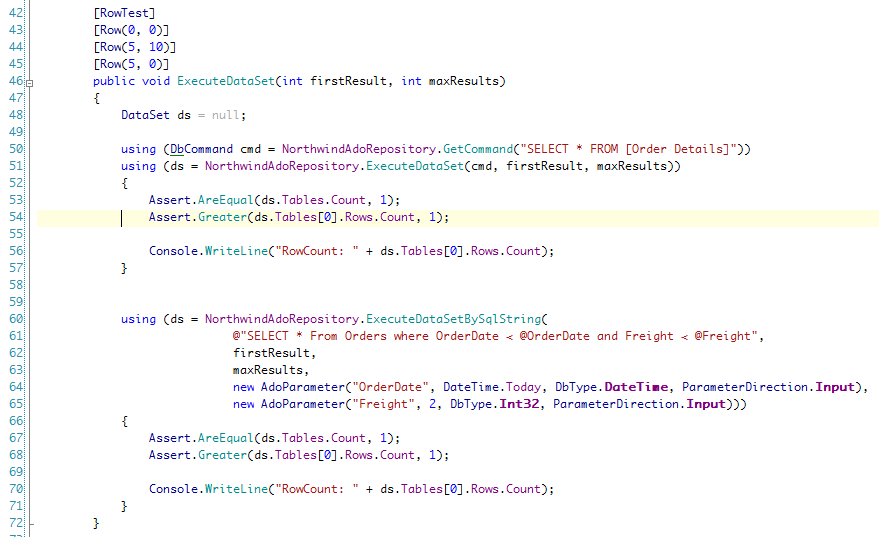 42 [RowTest]
43 [Row(0, 0)]
44 [Row(5, 10)]
45 [Row(5, 0)]
46 public void ExecuteDataSet(int firstResult, int maxResults)
47 {
48 DataSet ds = null;
49
50 using (DbCommand cmd = NorthwindAdoRepository.GetCommand("SELECT * FROM [Order Details]"))
51 using (ds = NorthwindAdoRepository.ExecuteDataSet(cmd, firstResult, maxResults))
52 {
53 Assert.AreEqual(ds.Tables.Count, 1);
54 Assert.Greater(ds.Tables[0].Rows.Count, 1);
55
56 Console.WriteLine("RowCount: " + ds.Tables[0].Rows.Count);
57 }
58
59
60 using (ds = NorthwindAdoRepository.ExecuteDataSetBySqlString(
61 @"SELECT * From Orders where OrderDate < @OrderDate and Freight < @Freight",
62 firstResult,
63 maxResults,
64 new AdoParameter("OrderDate", DateTime.Today, DbType.DateTime, ParameterDirection.Input),
65 new AdoParameter("Freight", 2, DbType.Int32, ParameterDirection.Input)))
66 {
67 Assert.AreEqual(ds.Tables.Count, 1);
68 Assert.Greater(ds.Tables[0].Rows.Count, 1);
69
70 Console.WriteLine("RowCount: " + ds.Tables[0].Rows.Count);
71 }
72 }